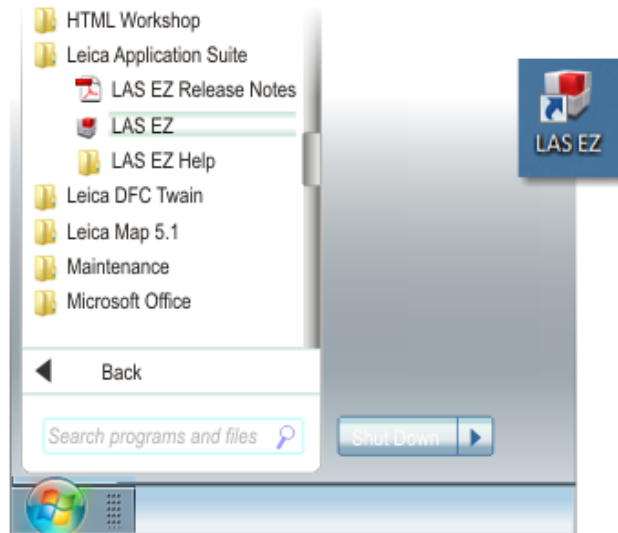 HTML Workshop
Leica Application Suite
LAS EZ Release Notes
LAS EZ
LAS EZ Help
Leica DFC Twain
Leica Map 5.1
Maintenance
Microsoft Office
Back
Search programs and files
Shut Down
LAS EZ